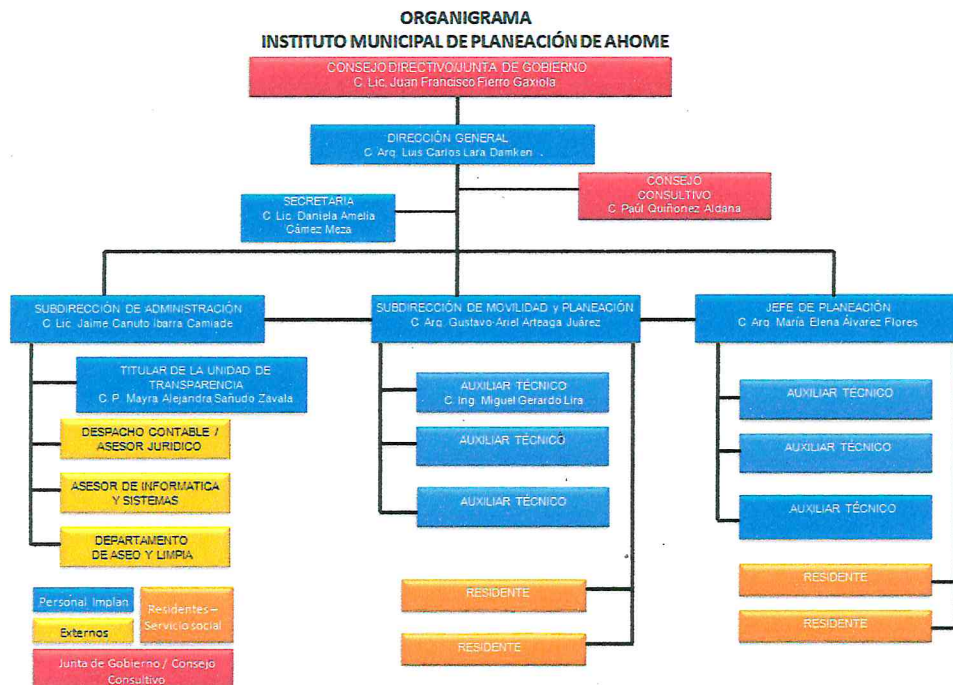 ORGANIGRAMA
INSTITUTO MUNICIPAL DE PLANEACIÓN DE AHOME
CONSEJO DIRECTIVO/JUNTA DE GOBIERNO
C. Lic. Juan Francisco Fierro Gaxiola
DIRECCIÓN GENERAL
C. Arq. Luis Carlos Lara Damken
CONSEJO
CONSULTIVO
C. Paúl Quiñonez Aldana
SECRETARIA
C. Lic. Daniela Amelia
Cámez Meza
SUBDIRECCIÓN DE ADMINISTRACIÓN
C. Lic. Jaime Canuto Ibarra Camiade
SUBDIRECCIÓN DE MOVILIDAD y PLANEACIÓN
C. Arq. Gustavo Ariel Arteaga Juárez
JEFE DE PLANEACIÓN
C. Arq. María Elena Álvarez Flores
TITULAR DE LA UNIDAD DE
TRANSPARENCIA
C. P. Mayra Alejandra Sañudo Zavala
DESPACHO CONTABLE /
ASESOR JURIDICO
ASESOR DE INFORMATICA
Y SISTEMAS
DEPARTAMENTO
DE ASEO Y LIMPIA
AUXILIAR TÉCNICO
C. Ing. Miguel Gerardo Lira
AUXILIAR TÉCNICO
AUXILIAR TÉCNICO
RESIDENTE
RESIDENTE
AUXILIAR TÉCNICO
AUXILIAR TÉCNICO
AUXILIAR TÉCNICO
RESIDENTE
RESIDENTE
Personal Implan
Externos
Residentes –
Servicio social
Junta de Gobierno / Consejo
Consultivo